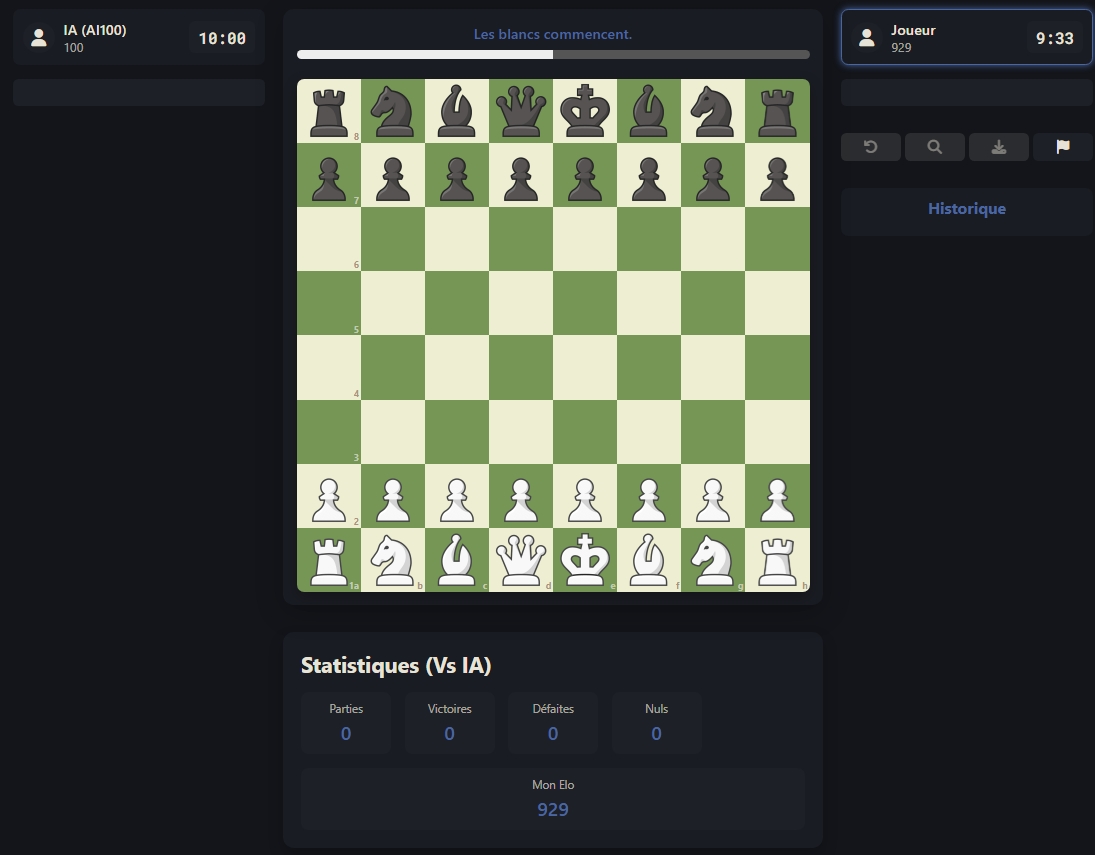 IA (AI100)
100
10:00
Les blancs commencent.
Joueur
929
9:33
8
7
6
5
4
3
2
1a
b
c
d
e
f
g
h
Historique
Statistiques (Vs IA)
Parties
0
Victoires
0
Défaites
0
Nuls
0
Mon Elo
929